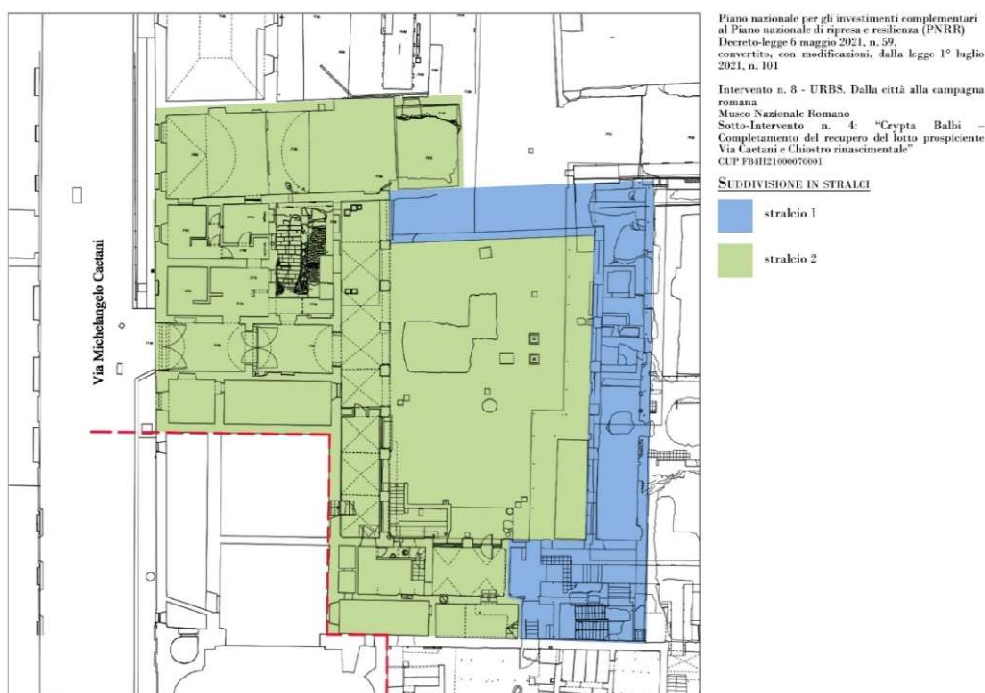 Piano nazionale per gli investimenti complementari
al Piano nazionale di ripresa e resilienza (PNRR)
Decreto-legge 6 maggio 2021, n. 59,
convertito, con modificazioni, dalla legge 1° luglio
2021, n. 101
Intervento n. 8 - URBS. Dalla città alla campagna
romana
Museo Nazionale Romano
Sotto-Intervento n. 4: “Crypta Balbi –
Completamento del recupero del lotto prospiciente
Via Caetani e Chiostro rinascimentale”
CUP F84H21000070001
SUDDIVISIONE IN STRALCI
stralcio 1
stralcio 2
Via Michelangelo Caetani